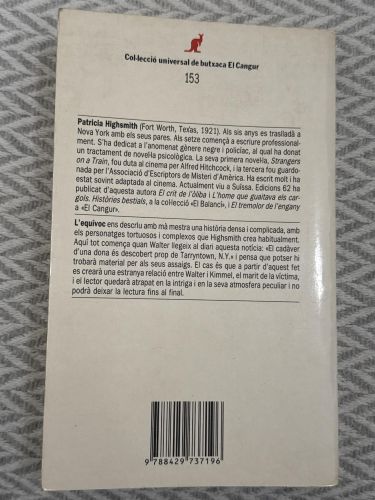 Col·lecció universal de butxaca El Cangur
153
Patricia Highsmith (Fort Worth, Texas, 1921). Als sis anys es traslladà a
Nova York amb els seus pares. Als setze començà a escriure professional-
ment. S'ha dedicat a l'anomenat gènere negre i policíac, al qual ha donat
un tractament de novel·la psicològica. La seva primera novel·la, Strangers
on a Train, fou duta al cinema per Alfred Hitchcock, i la tercera fou guardo-
nada per l'Associació d'Escriptors de Misteri d'Amèrica. Ha escrit molt i ha
estat sovint adaptada al cinema. Actualment viu a Suïssa. Edicions 62 ha
publicat d'aquesta autora El crit de l'òliba i L'home que guaitava els car-
gols. Històries bestials, a la col·lecció «El Balancí», i El tremolor de l'engany
a «El Cangur».
L'equívoc ens descriu amb mà mestra una història densa i complicada, amb
els personatges tortuosos i complexos que Highsmith crea habitualment.
Aquí tot comença quan Walter llegeix al diari aquesta notícia: «El cadàver
d'una dona és descobert prop de Tarryntown, N.Y.» i pensa que potser hi
trobarà material per als seus assaigs. El cas és que a partir d'aquest fet
es crearà una estranya relació entre Walter i Kimmel, el marit de la víctima,
i el lector quedarà atrapat en la intriga i en la seva atmosfera peculiar i no
podrà deixar la lectura fins al final.
9 788429 737196